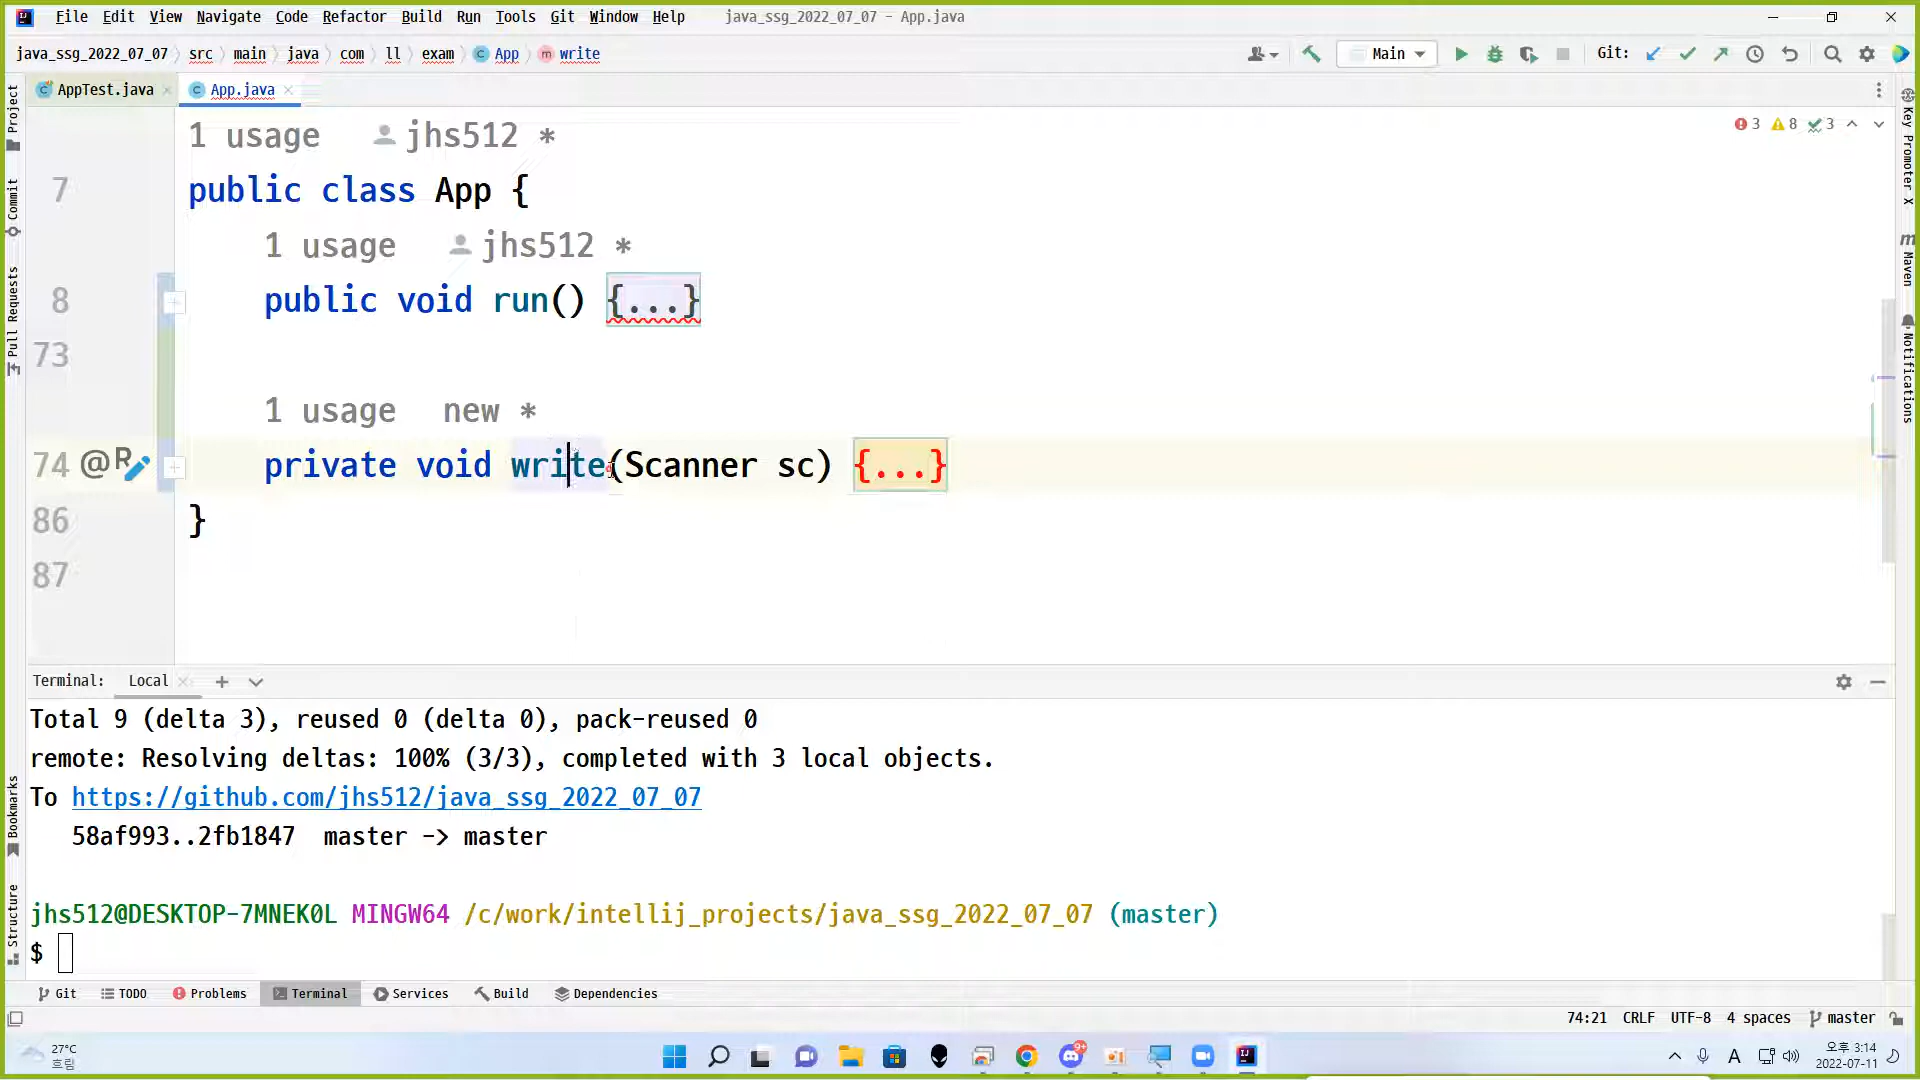 File Edit View Navigate Code Refactor Build Run Tools Git Window Help java_ssg_2022_07_07 - App.java
java_ssg_2022_07_07 src main java com ll exam App write Main Git:
AppTest.java App.java
Project
Commit
Pull Requests
Bookmarks
Structure
Key Promoter X
Maven
Notifications
3 8 3
1 usage jhs512 *
7 public class App {
1 usage jhs512 *
8 public void run() {...}
73
1 usage new *
74 @ R private void write(Scanner sc) {...}
86 }
87
Terminal: Local
Total 9 (delta 3), reused 0 (delta 0), pack-reused 0
remote: Resolving deltas: 100% (3/3), completed with 3 local objects.
To https://github.com/jhs512/java_ssg_2022_07_07
58af993..2fb1847 master -> master
jhs512@DESKTOP-7MNEK0L MINGW64 /c/work/intellij_projects/java_ssg_2022_07_07 (master)
$
Git TODO Problems Terminal Services Build Dependencies
74:21 CRLF UTF-8 4 spaces master
27°C
흐림
9+
A
오후 3:14
2022-07-11